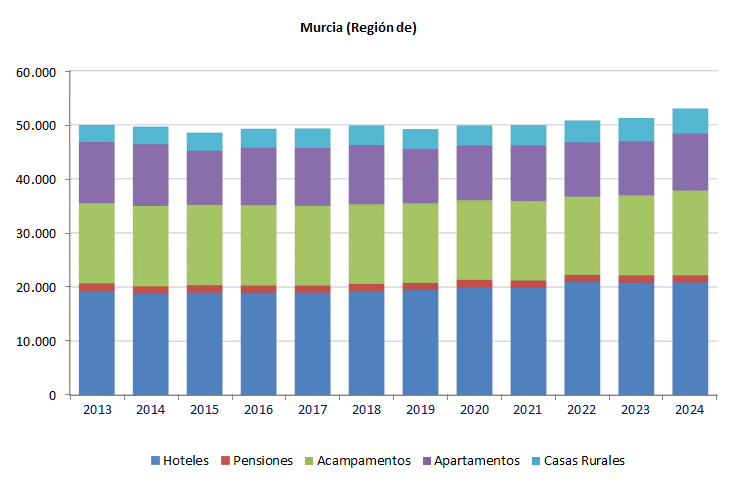 Murcia (Región de)
60.000
50.000
40.000
30.000
20.000
10.000
0
2013 2014 2015 2016 2017 2018 2019 2020 2021 2022 2023 2024
Hoteles Pensiones Acampamentos Apartamentos Casas Rurales